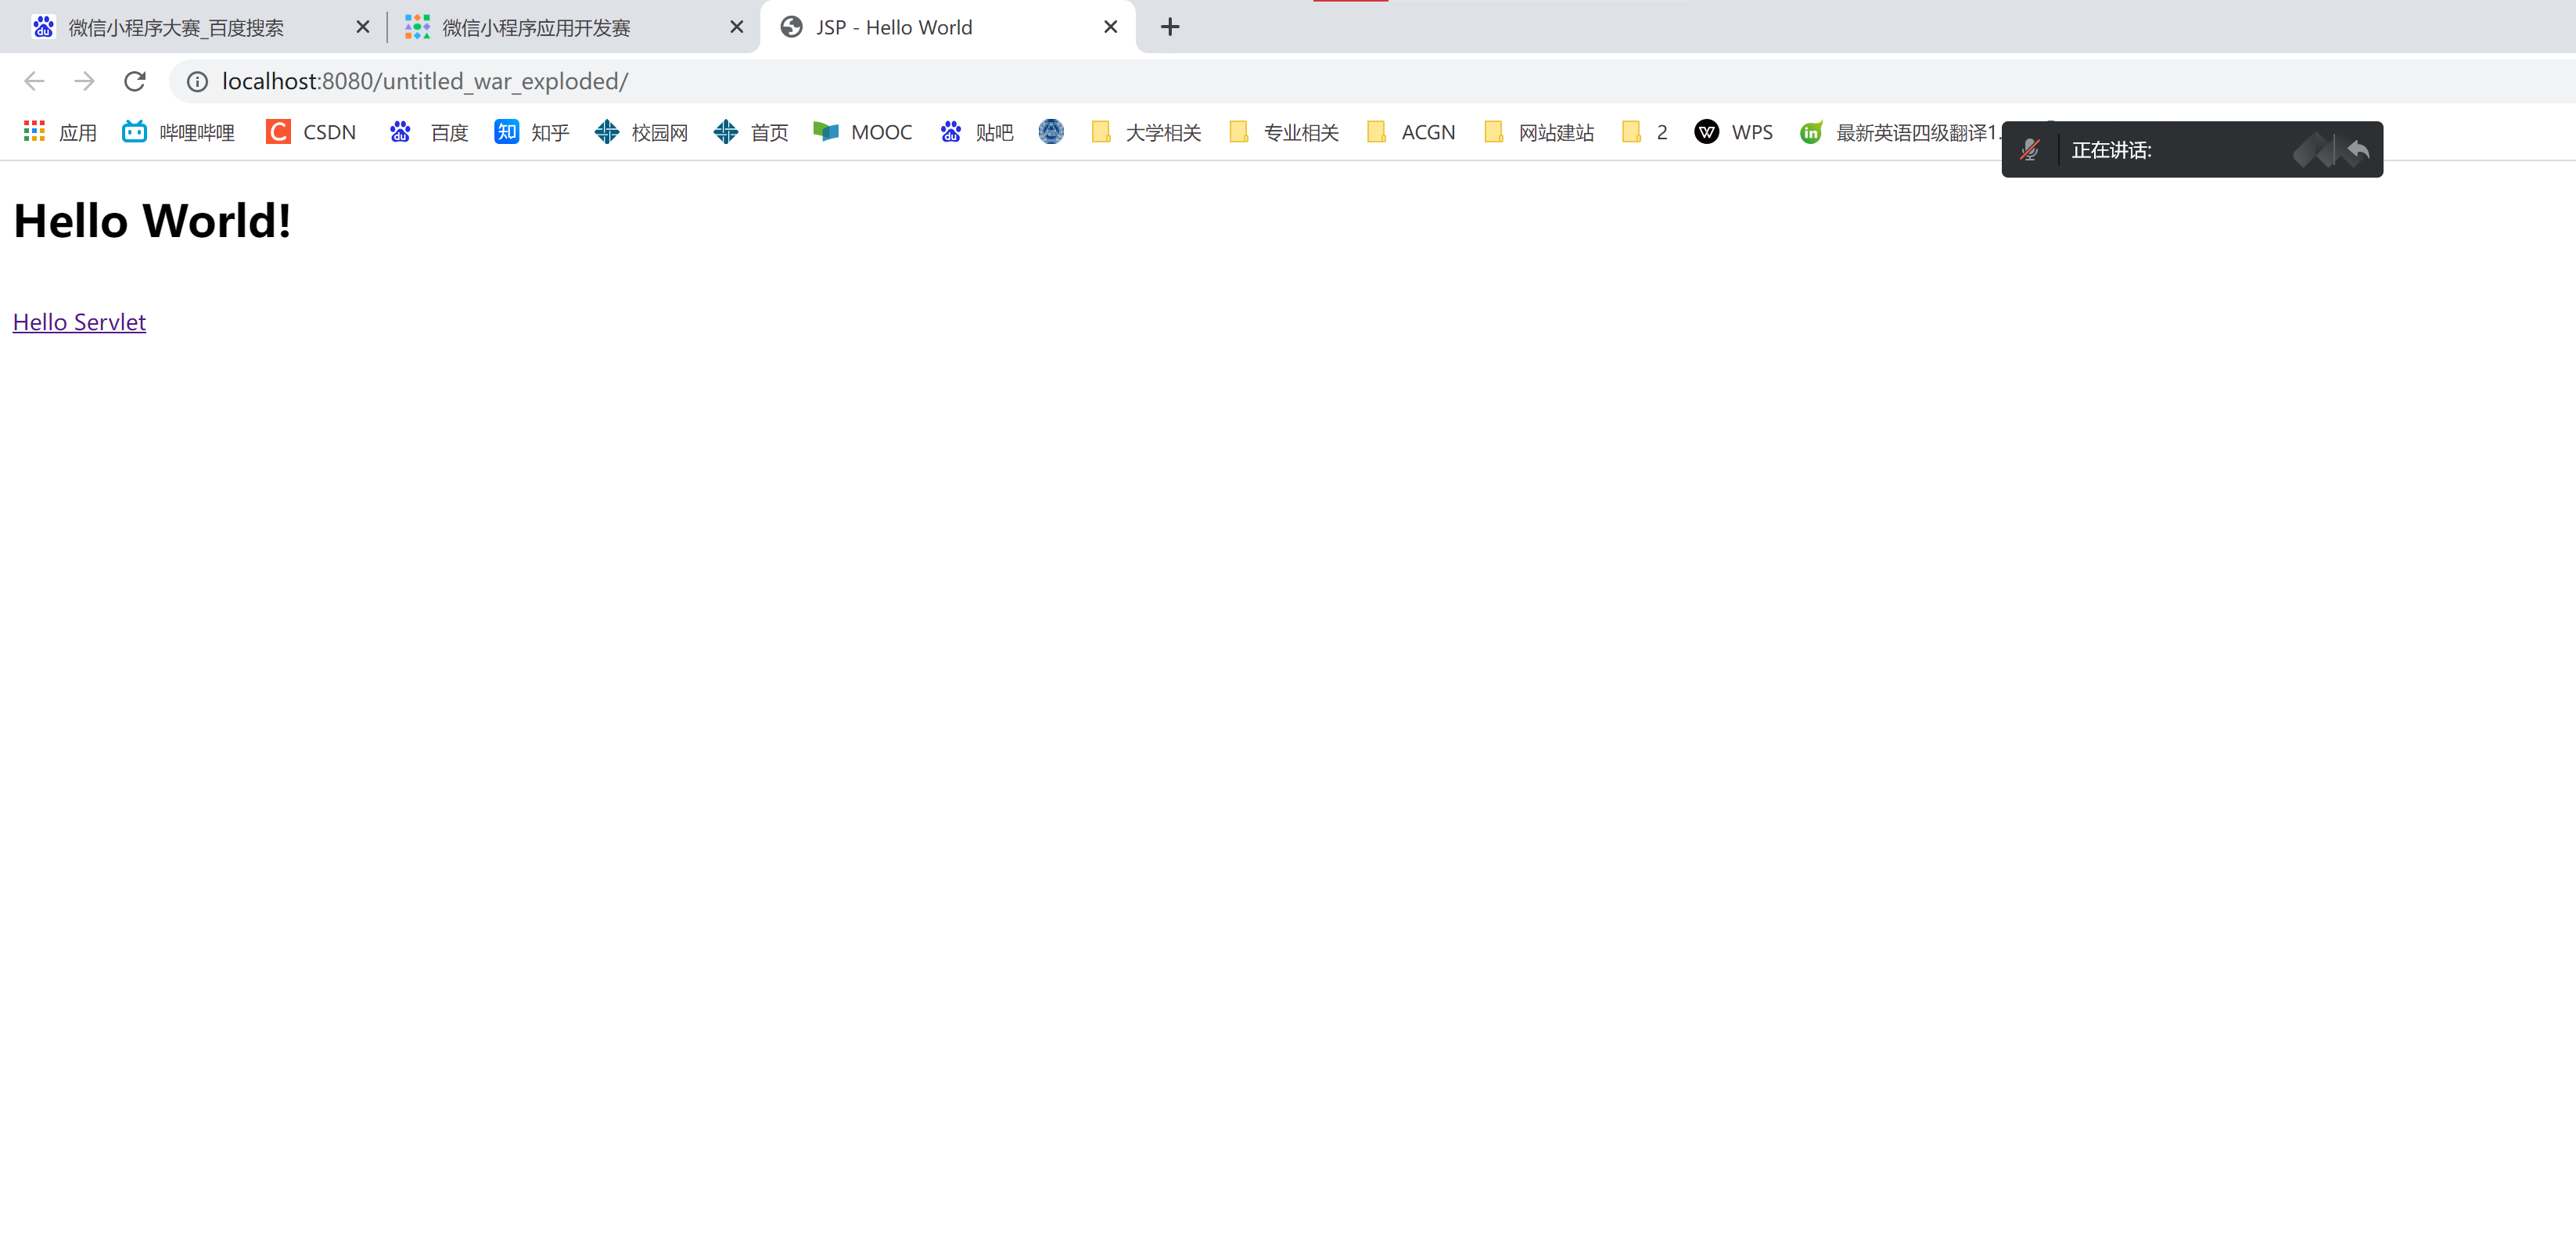 微信小程序大赛_百度搜索 微信小程序应用开发赛 JSP - Hello World
localhost:8080/untitled_war_exploded/
应用 哔哩哔哩 CSDN 百度 知乎 校园网 首页 MOOC 贴吧 大学相关 专业相关 ACGN 网站建站 2 WPS 最新英语四级翻译1.
正在讲话:
Hello World!
Hello Servlet